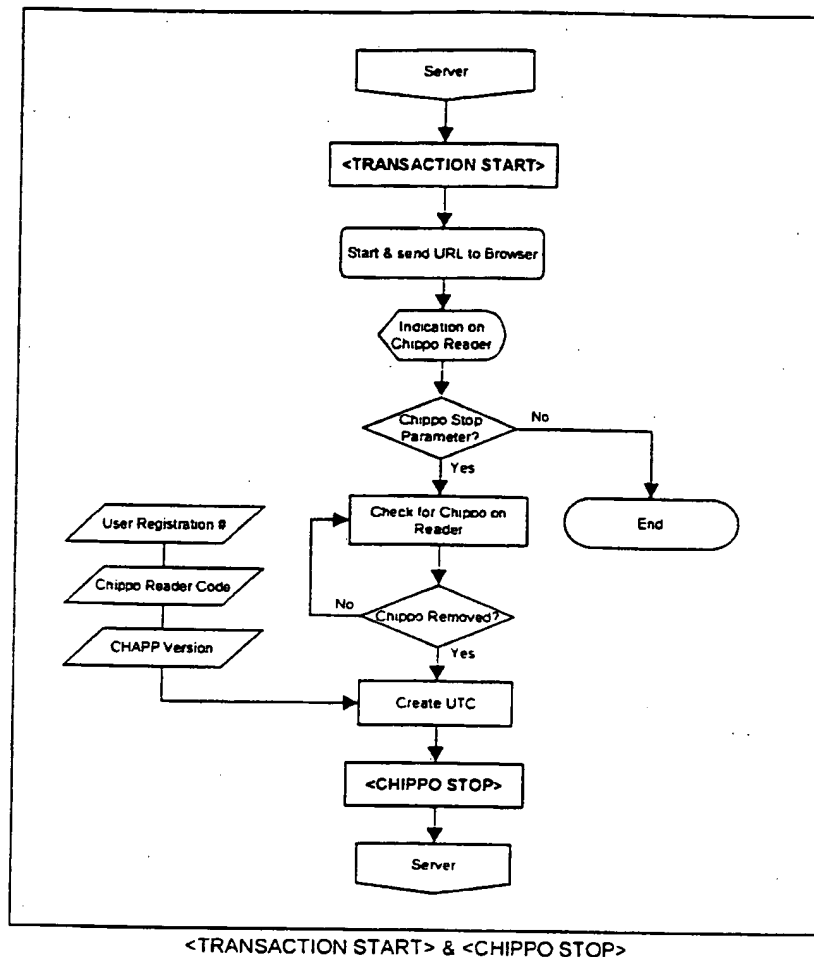 Server
<TRANSACTION START>
Start & send URL to Browser
Indication on
Chippo Reader
Chippo Stop
Parameter?
No
Yes
Check for Chippo on
Reader
End
User Registration #
Chippo Reader Code
CHAPP Version
No
Chippo Removed?
Yes
Create UTC
<CHIPPO STOP>
Server
<TRANSACTION START> & <CHIPPO STOP>